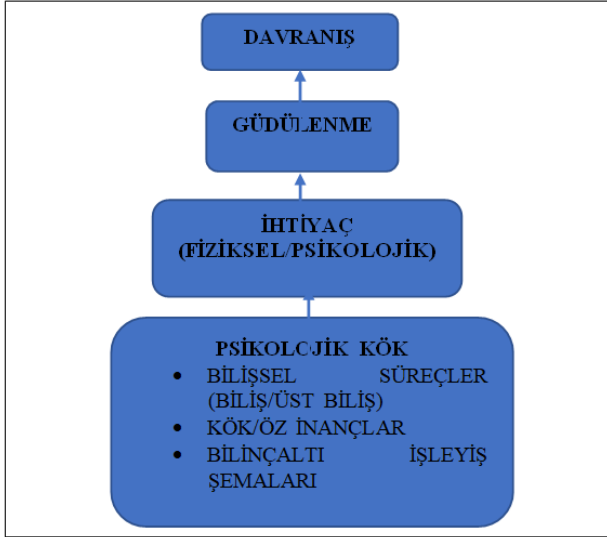 DAVRANIŞ
GÜDÜLENME
İHTİYAÇ
(FİZİKSEL/PSİKOLOJİK)
PSİKOLOJİK KÖK
• BİLİŞSEL SÜREÇLER
(BİLİŞ/ÜST BİLİŞ)
• KÖK/ÖZ İNANÇLAR
• BİLİNÇALTI İŞLEYİŞ
ŞEMALARI